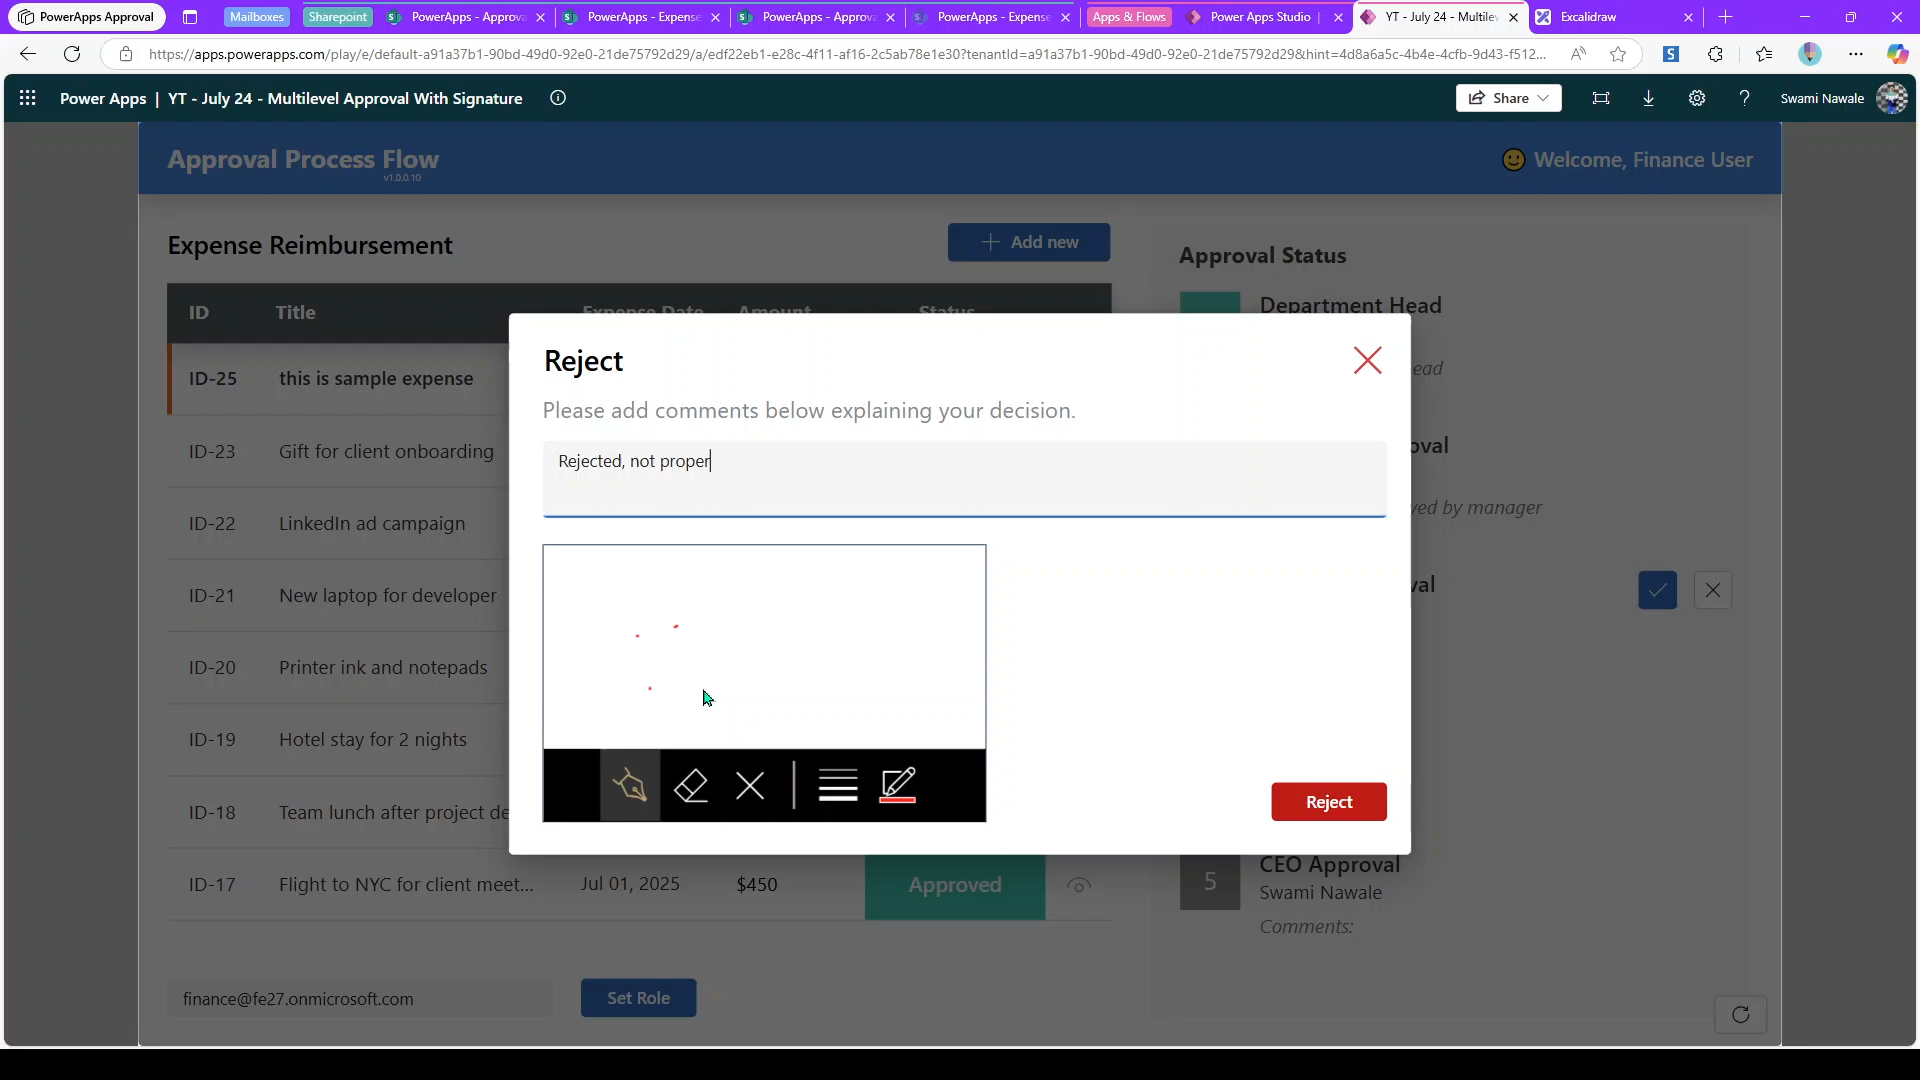 PowerApps Approval
Mailboxes
Sharepoint
PowerApps - Approva
PowerApps - Expense
PowerApps - Approva
PowerApps - Expense
Apps & Flows
Power Apps Studio |
YT - July 24 - Multilev
Excalidraw
https://apps.powerapps.com/play/e/default-a91a37b1-90bd-49d0-92e0-21de75792d29/a/edf22eb1-e28c-4f11-af16-2c5ab78e1e30?tenantId=a91a37b1-90bd-49d0-92e0-21de75792d29&hint=4d8a6a5c-4b4e-4cfb-9d43-f512...
Power Apps | YT - July 24 - Multilevel Approval With Signature
Share
Swami Nawale
Approval Process Flow
v1.0.0.10
Welcome, Finance User
Expense Reimbursement
Add new
ID Title Expense Date Amount Status
ID-25 this is sample expense
ID-23 Gift for client onboarding
ID-22 LinkedIn ad campaign
ID-21 New laptop for developer
ID-20 Printer ink and notepads
ID-19 Hotel stay for 2 nights
ID-18 Team lunch after project de
ID-17 Flight to NYC for client meet... Jul 01, 2025 $450 Approved
finance@fe27.onmicrosoft.com
Set Role
Reject
Please add comments below explaining your decision.
Rejected, not proper
Reject
Approval Status
Department Head
ead
oval
ved by manager
val
5
CEO Approval
Swami Nawale
Comments: